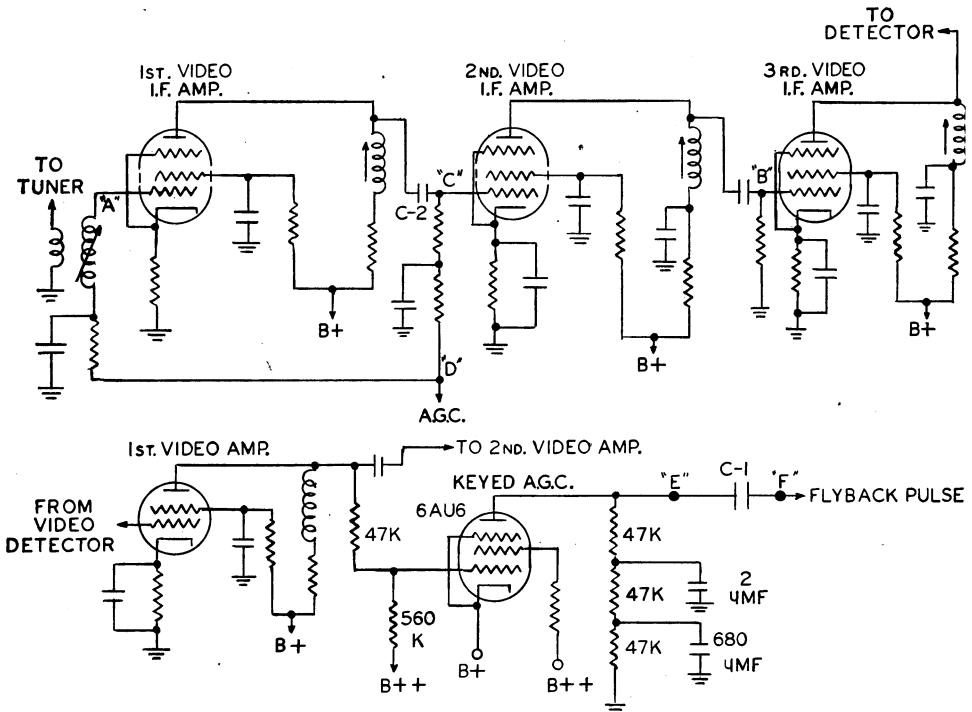 TO
DETECTOR
1ST. VIDEO
I.F. AMP.
2ND. VIDEO
I.F. AMP.
3RD. VIDEO
I.F. AMP.
TO
TUNER
"A"
"C"
C-2
"B"
B+
B+
B+
"D"
A.G.C.
1ST. VIDEO AMP.
TO 2ND. VIDEO AMP.
KEYED A.G.C.
6AU6
"E"
C-1
"F"
FLYBACK PULSE
FROM
VIDEO
DETECTOR
47K
47K
47K
2
4MF
47K
680
4MF
560
K
B+
B++
B+
B++